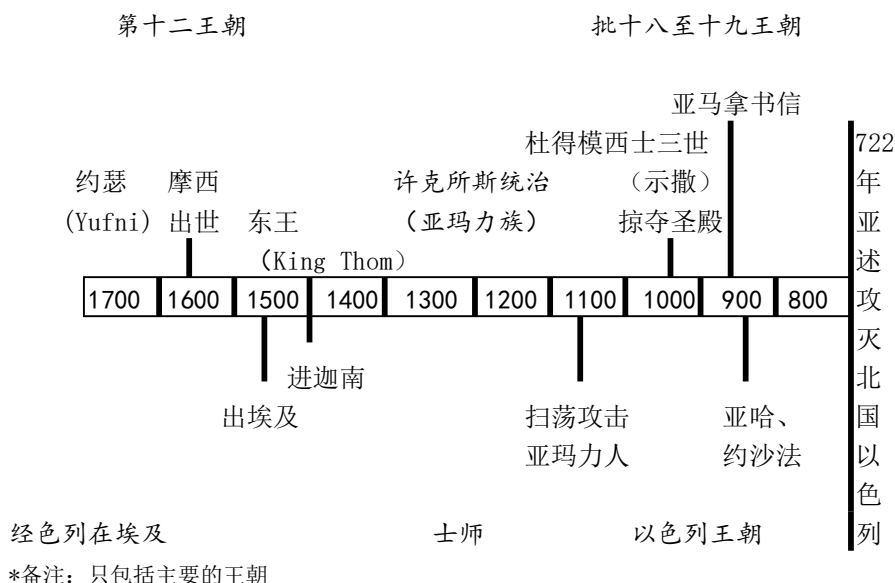 第十二王朝 批十八至十九王朝
亚马拿书信
杜得模西士三世
约瑟 摩西 许克所斯统治 （示撒）
(Yufni) 出世 东王 （亚玛力族） 掠夺圣殿
（King Thom）
1700 1600 1500 1400 1300 1200 1100 1000 900 800
进迦南
出埃及 扫荡攻击 亚哈、
亚玛力人 约沙法
722年亚述攻灭北国以色列
经色列在埃及 士师 以色列王朝
*备注：只包括主要的王朝